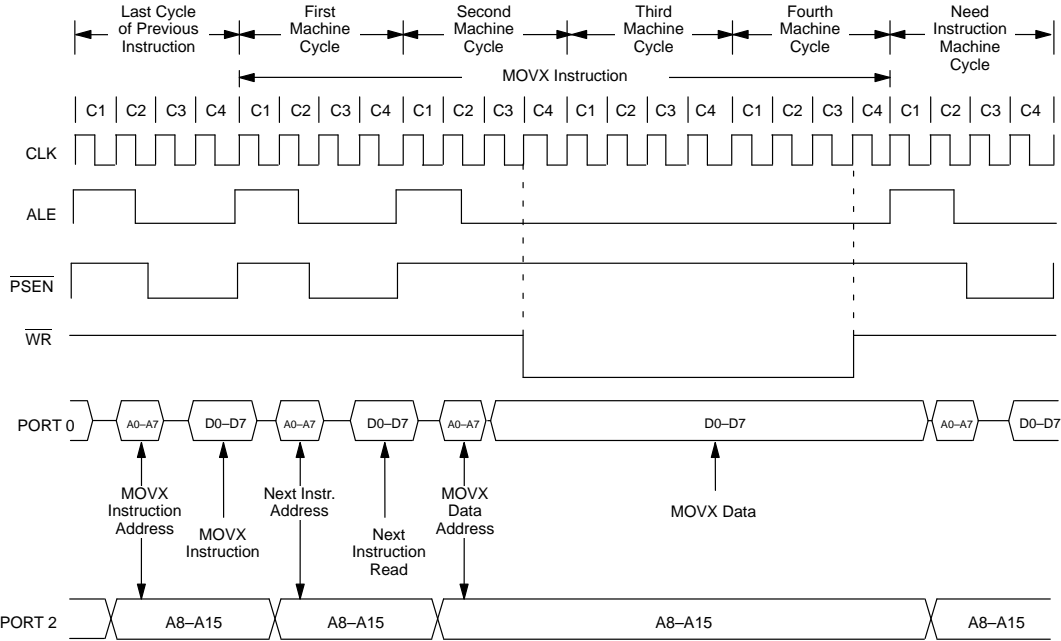 Last Cycle
of Previous
Instruction
First
Machine
Cycle
Second
Machine
Cycle
Third
Machine
Cycle
Fourth
Machine
Cycle
Need
Instruction
Machine
Cycle
MOVX Instruction
C1 C2 C3 C4 C1 C2 C3 C4 C1 C2 C3 C4 C1 C2 C3 C4 C1 C2 C3 C4 C1 C2 C3 C4
CLK
ALE
PSEN
WR
PORT 0 A0–A7 D0–D7 A0–A7 D0–D7 A0–A7 D0–D7 A0–A7 D0–D7
MOVX
Instruction
Address
MOVX
Instruction
Next Instr.
Address
Next
Instruction
Read
MOVX
Data
Address
MOVX Data
PORT 2 A8–A15 A8–A15 A8–A15 A8–A15